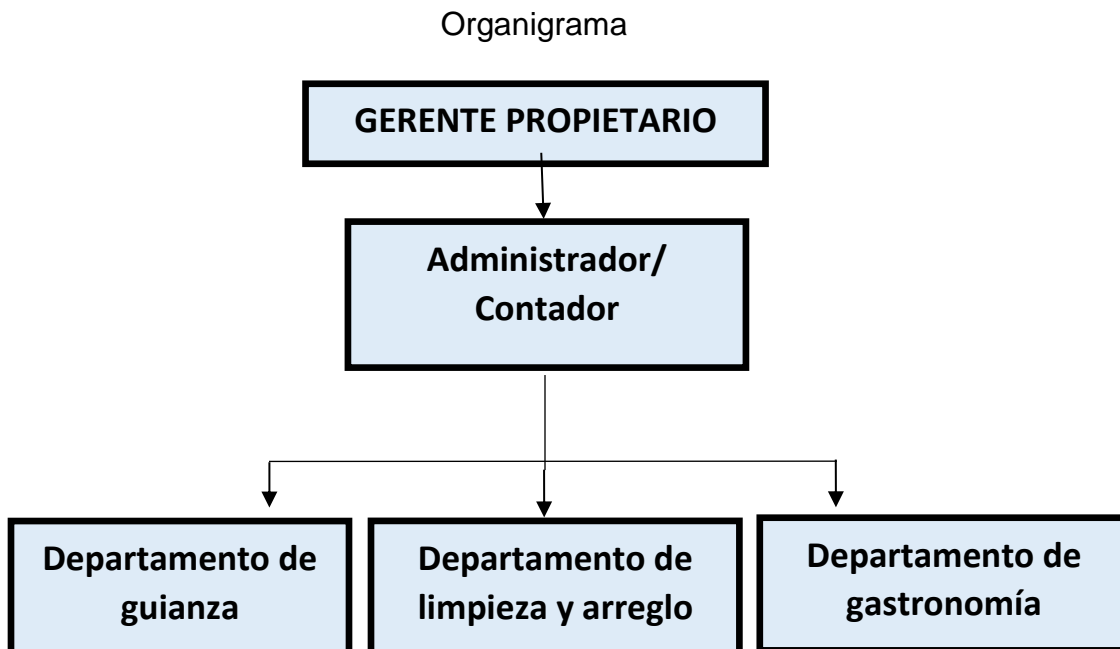 Organigrama
GERENTE PROPIETARIO
Administrador/
Contador
Departamento de
guianza
Departamento de
limpieza y arreglo
Departamento de
gastronomía